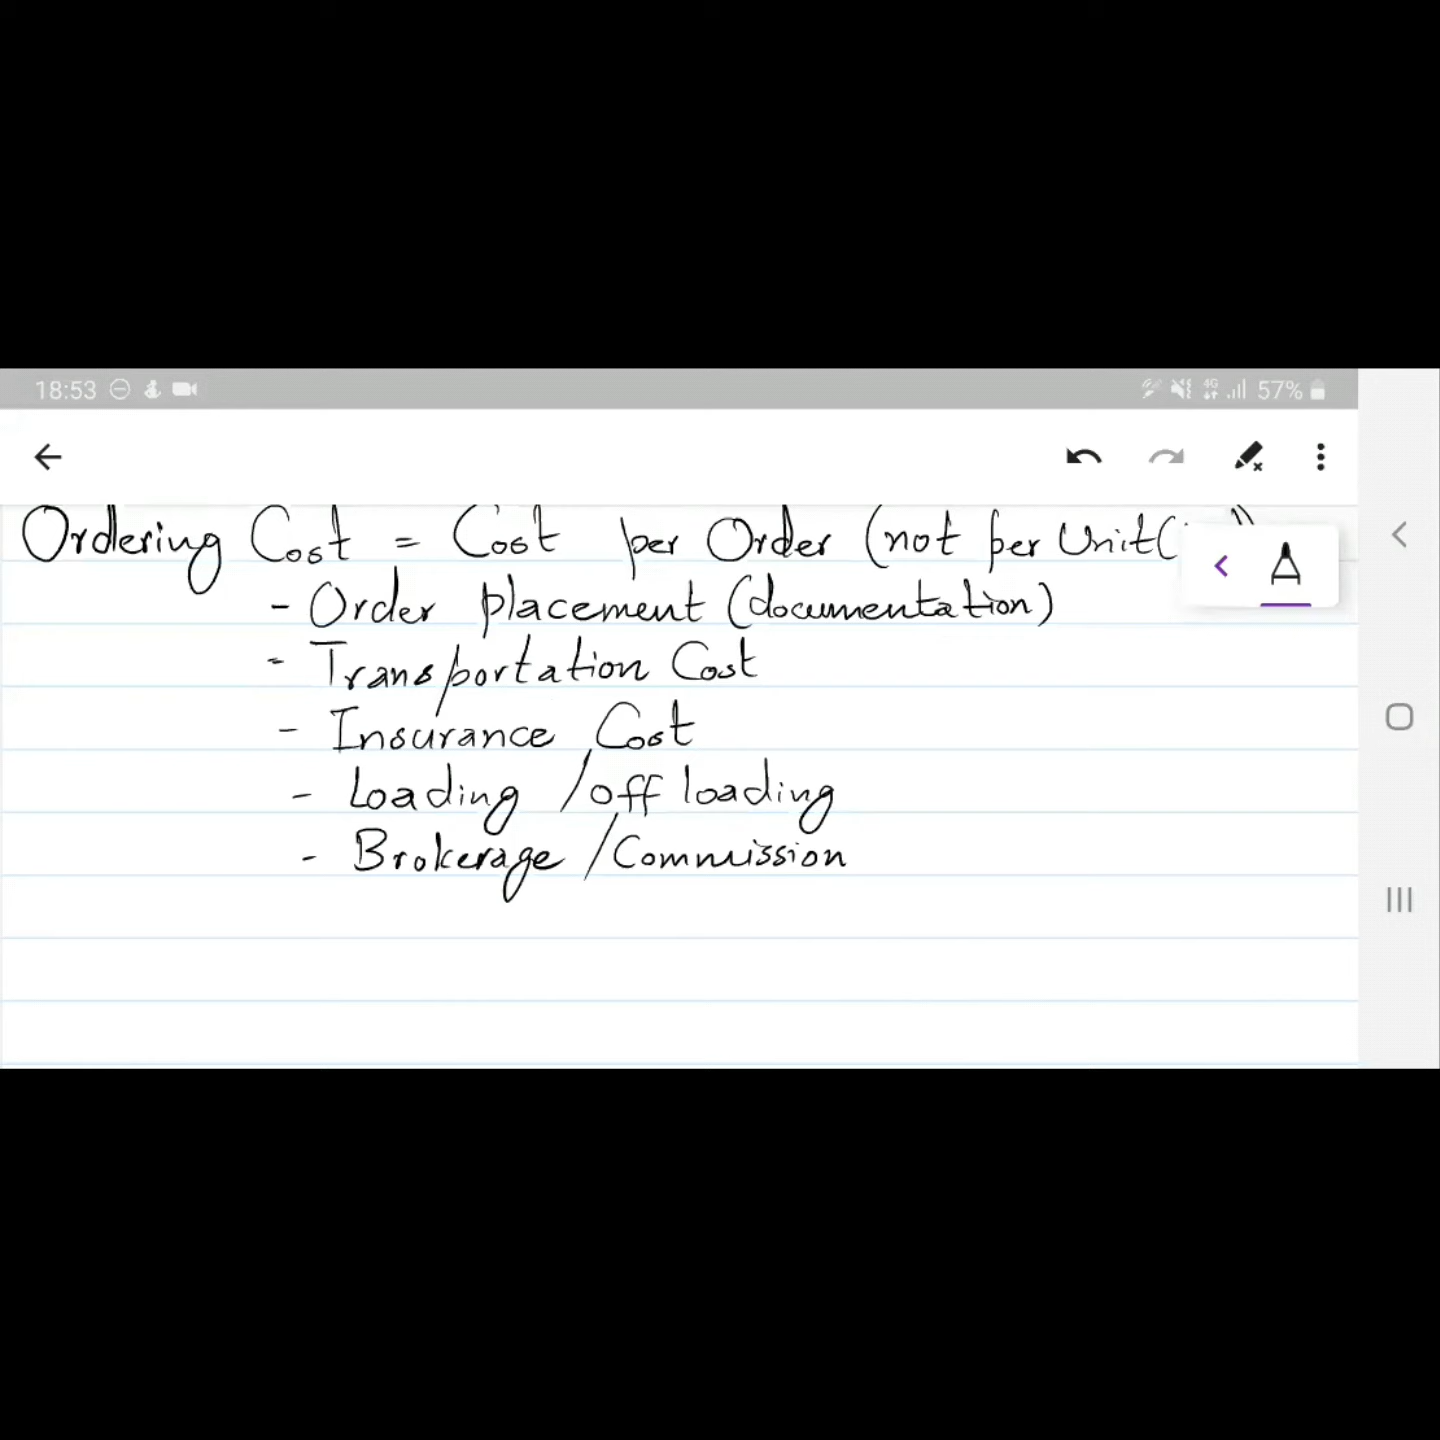 18:53
4G 57%
Ordering Cost = Cost per Order (not per Unit(
- Order placement (documentation)
- Transportation Cost
- Insurance Cost
- Loading / off loading
- Brokerage / Commission